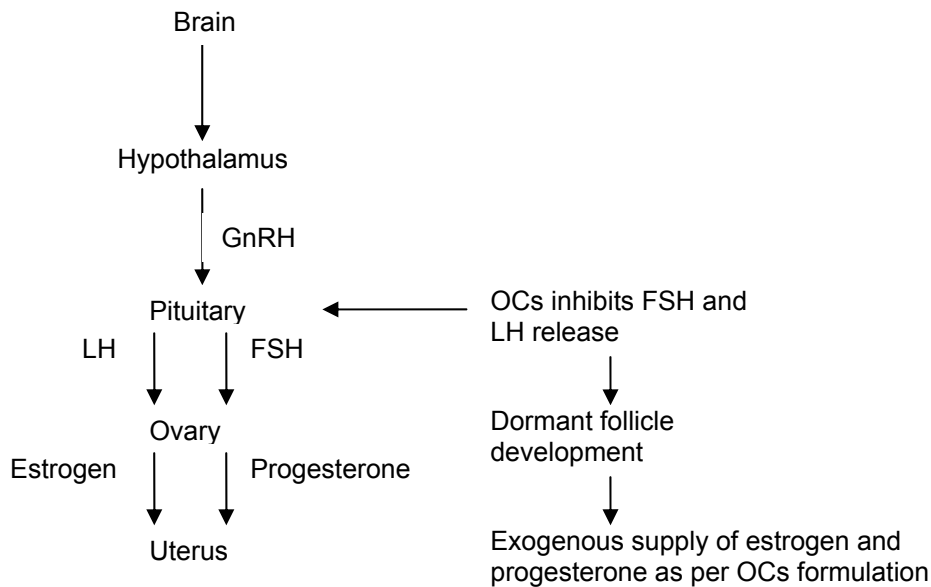 Brain
Hypothalamus
GnRH
Pituitary
OCs inhibits FSH and
LH release
LH
FSH
Ovary
Dormant follicle
development
Estrogen
Progesterone
Uterus
Exogenous supply of estrogen and
progesterone as per OCs formulation